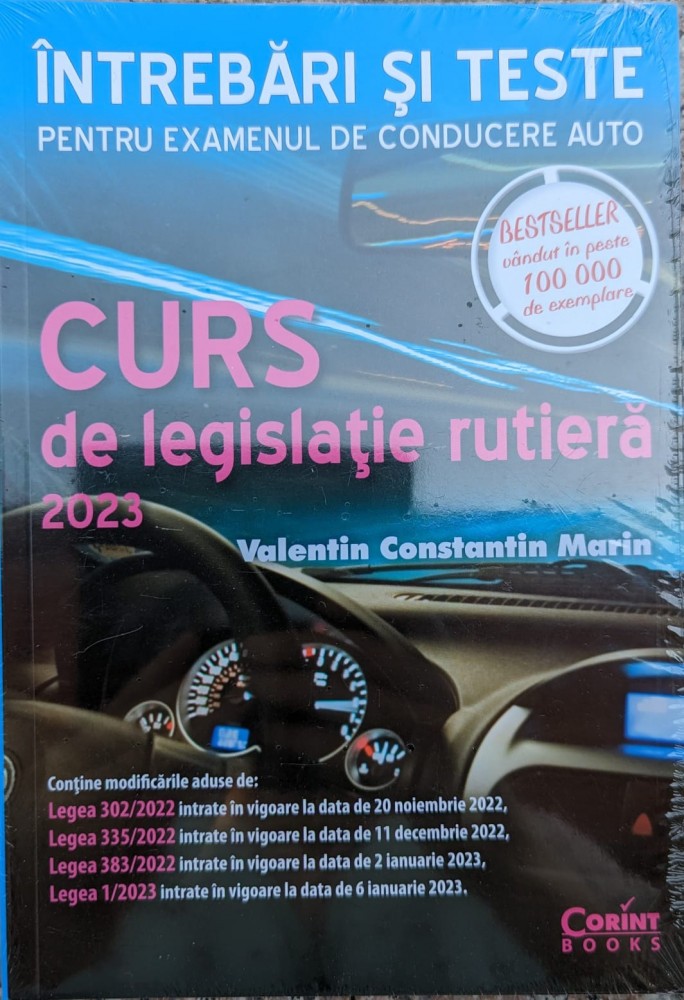 ÎNTREBĂRI ȘI TESTE
PENTRU EXAMENUL DE CONDUCERE AUTO
BESTSELLER
vândut în peste
100 000
de exemplare
CURS
de legislaţie rutieră
2023
Valentin Constantin Marin
Conţine modificările aduse de:
Legea 302/2022 intrate în vigoare la data de 20 noiembrie 2022,
Legea 335/2022 intrate în vigoare la data de 11 decembrie 2022,
Legea 383/2022 intrate în vigoare la data de 2 ianuarie 2023,
Legea 1/2023 intrate în vigoare la data de 6 ianuarie 2023.
CORINT
BOOKS